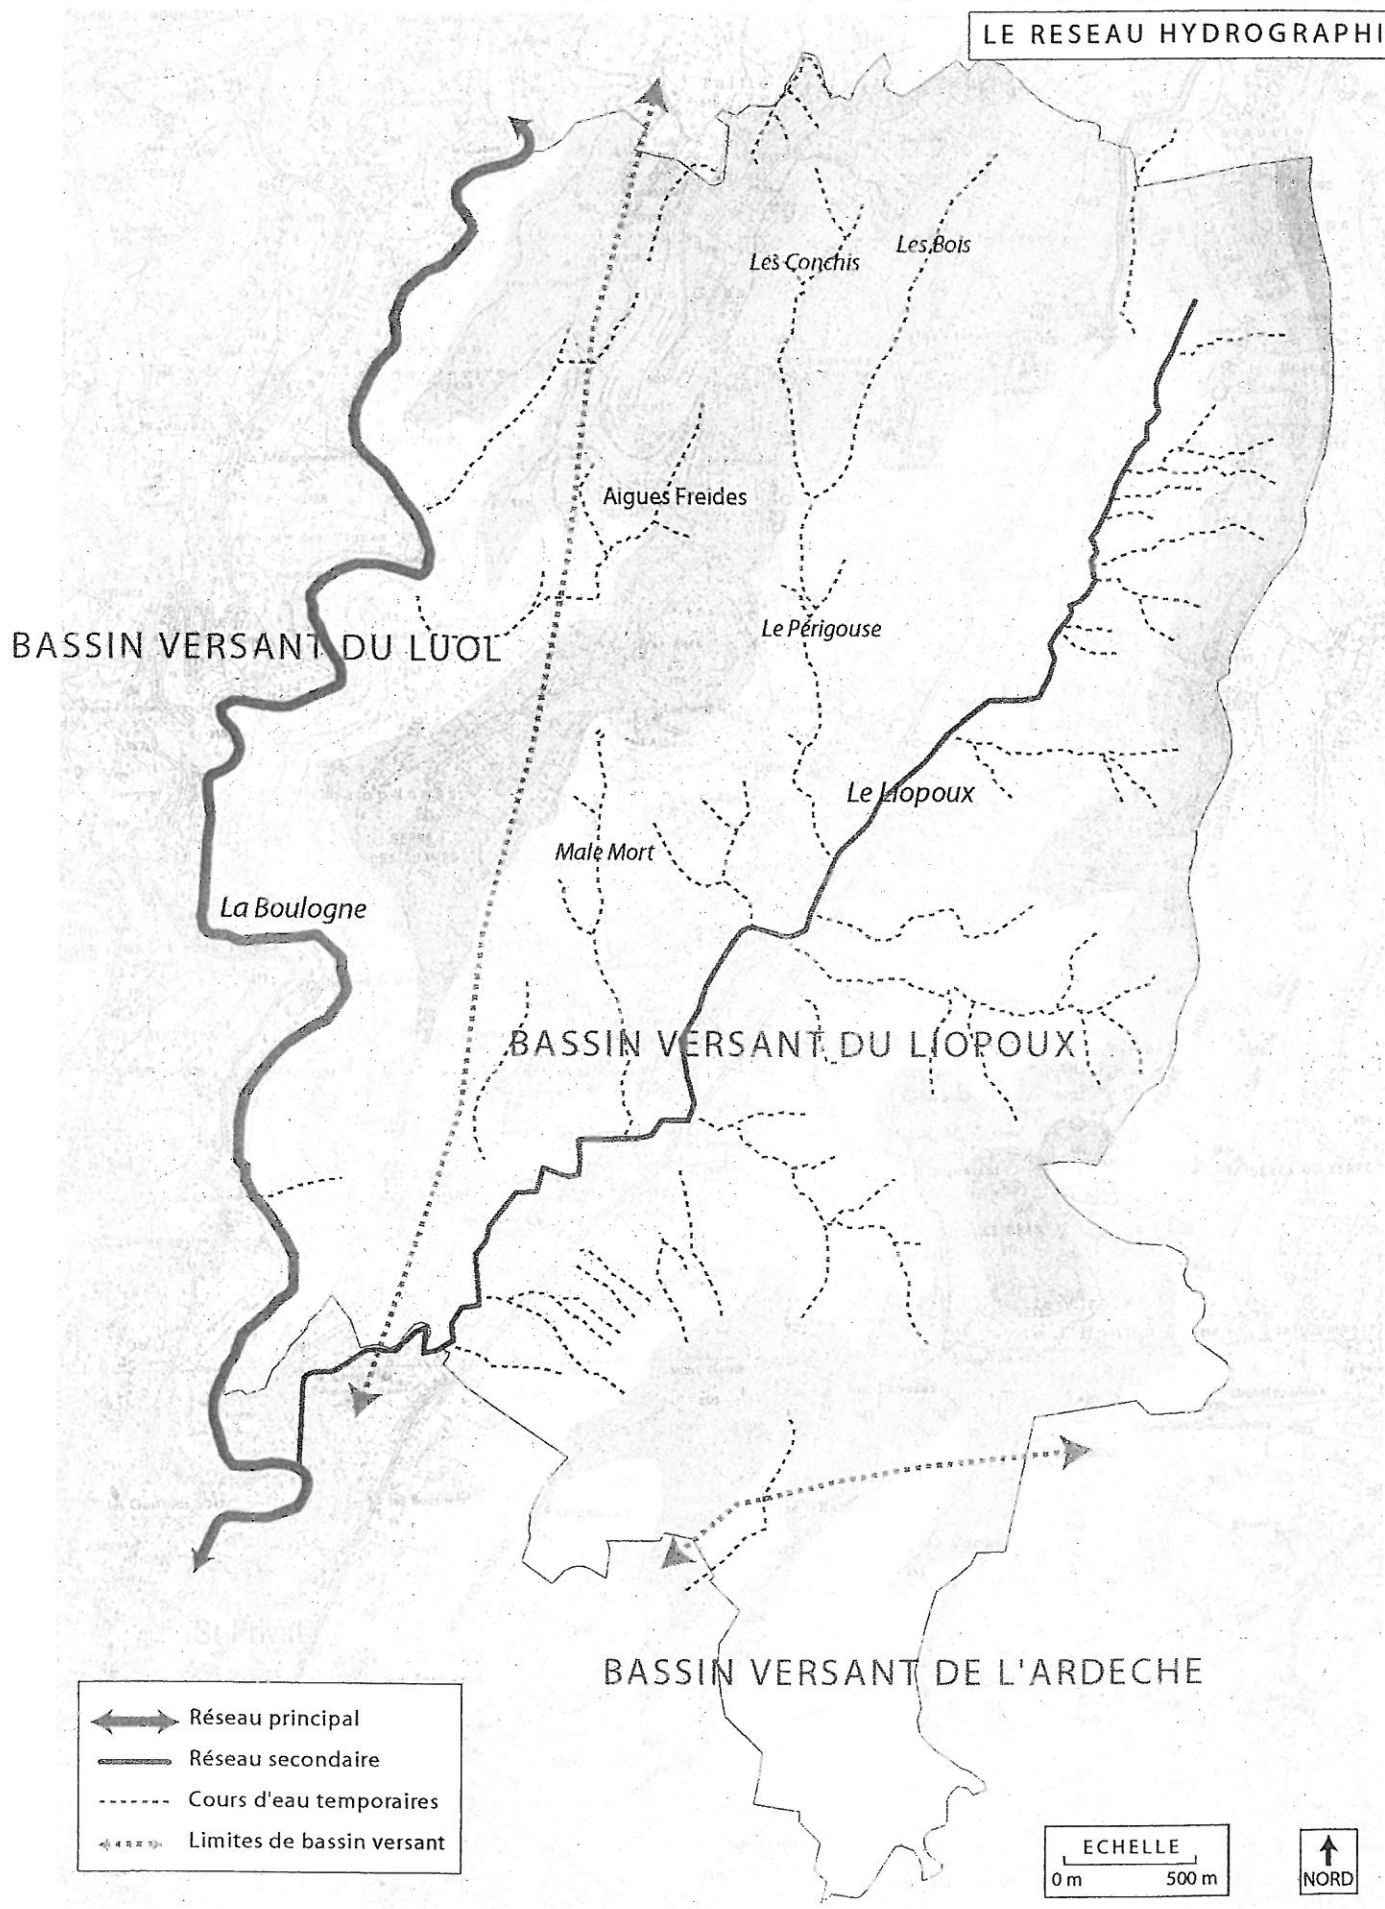 LE RESEAU HYDROGRAPHI
Les Conchis
Les Bois
Aigues Freides
Le Périgouse
BASSIN VERSANT DU LUOL
Le Liopoux
Male Mort
La Boulogne
BASSIN VERSANT DU LIOPOUX
BASSIN VERSANT DE L'ARDECHE
Réseau principal
Réseau secondaire
Cours d'eau temporaires
Limites de bassin versant
ECHELLE
0 m 500 m
NORD